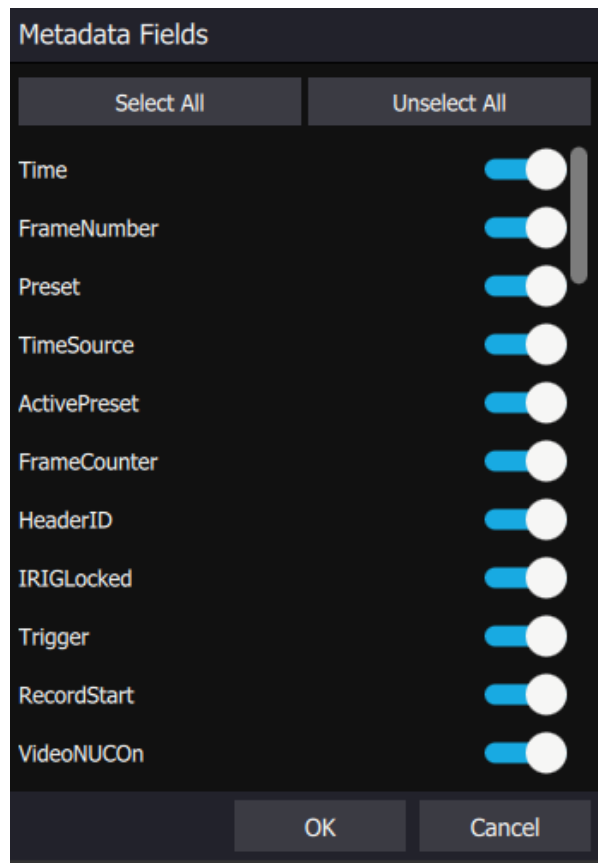 Metadata Fields
Select All Unselect All
Time
FrameNumber
Preset
TimeSource
ActivePreset
FrameCounter
HeaderID
IRIGLocked
Trigger
RecordStart
VideoNUCOn
OK Cancel